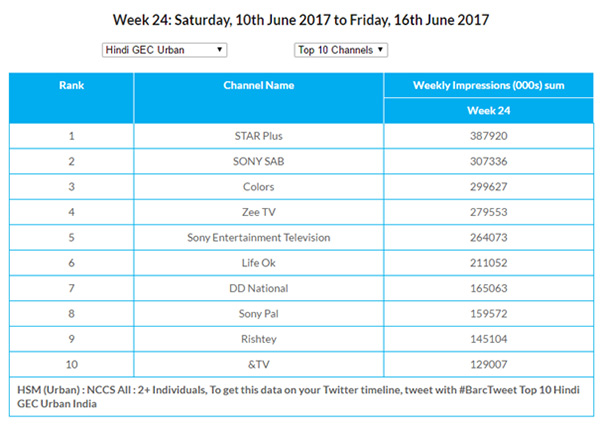 Week 24: Saturday, 10th June 2017 to Friday, 16th June 2017
Hindi GEC Urban Top 10 Channels
Rank Channel Name Weekly Impressions (000s) sum
Week 24
1 STAR Plus 387920
2 SONY SAB 307336
3 Colors 299627
4 Zee TV 279553
5 Sony Entertainment Television 264073
6 Life Ok 211052
7 DD National 165063
8 Sony Pal 159572
9 Rishtey 145104
10 &TV 129007
HSM (Urban) : NCCS All : 2+ Individuals, To get this data on your Twitter timeline, tweet with #BarcTweet Top 10 Hindi
GEC Urban India